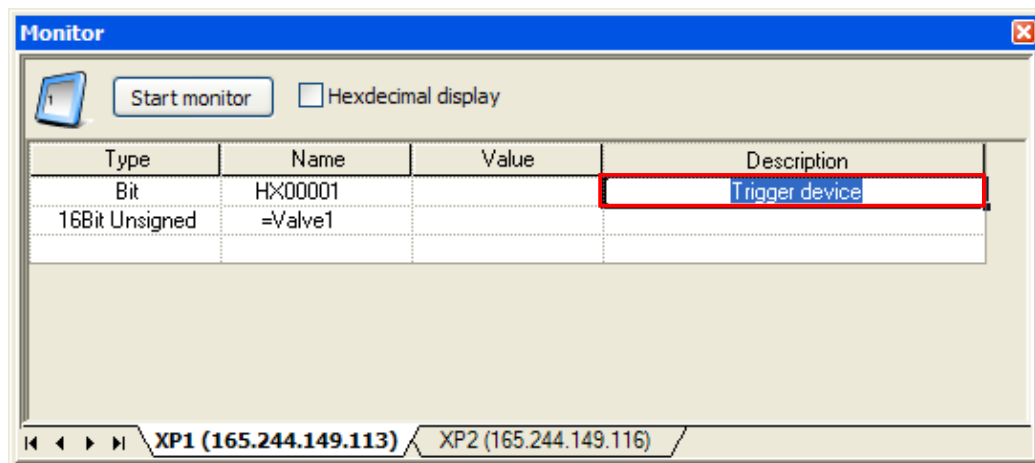 Monitor
1
Start monitor Hexdecimal display
Type Name Value Description
Bit HX00001 Trigger device
16Bit Unsigned =Valve1
XP1 (165.244.149.113) XP2 (165.244.149.116)